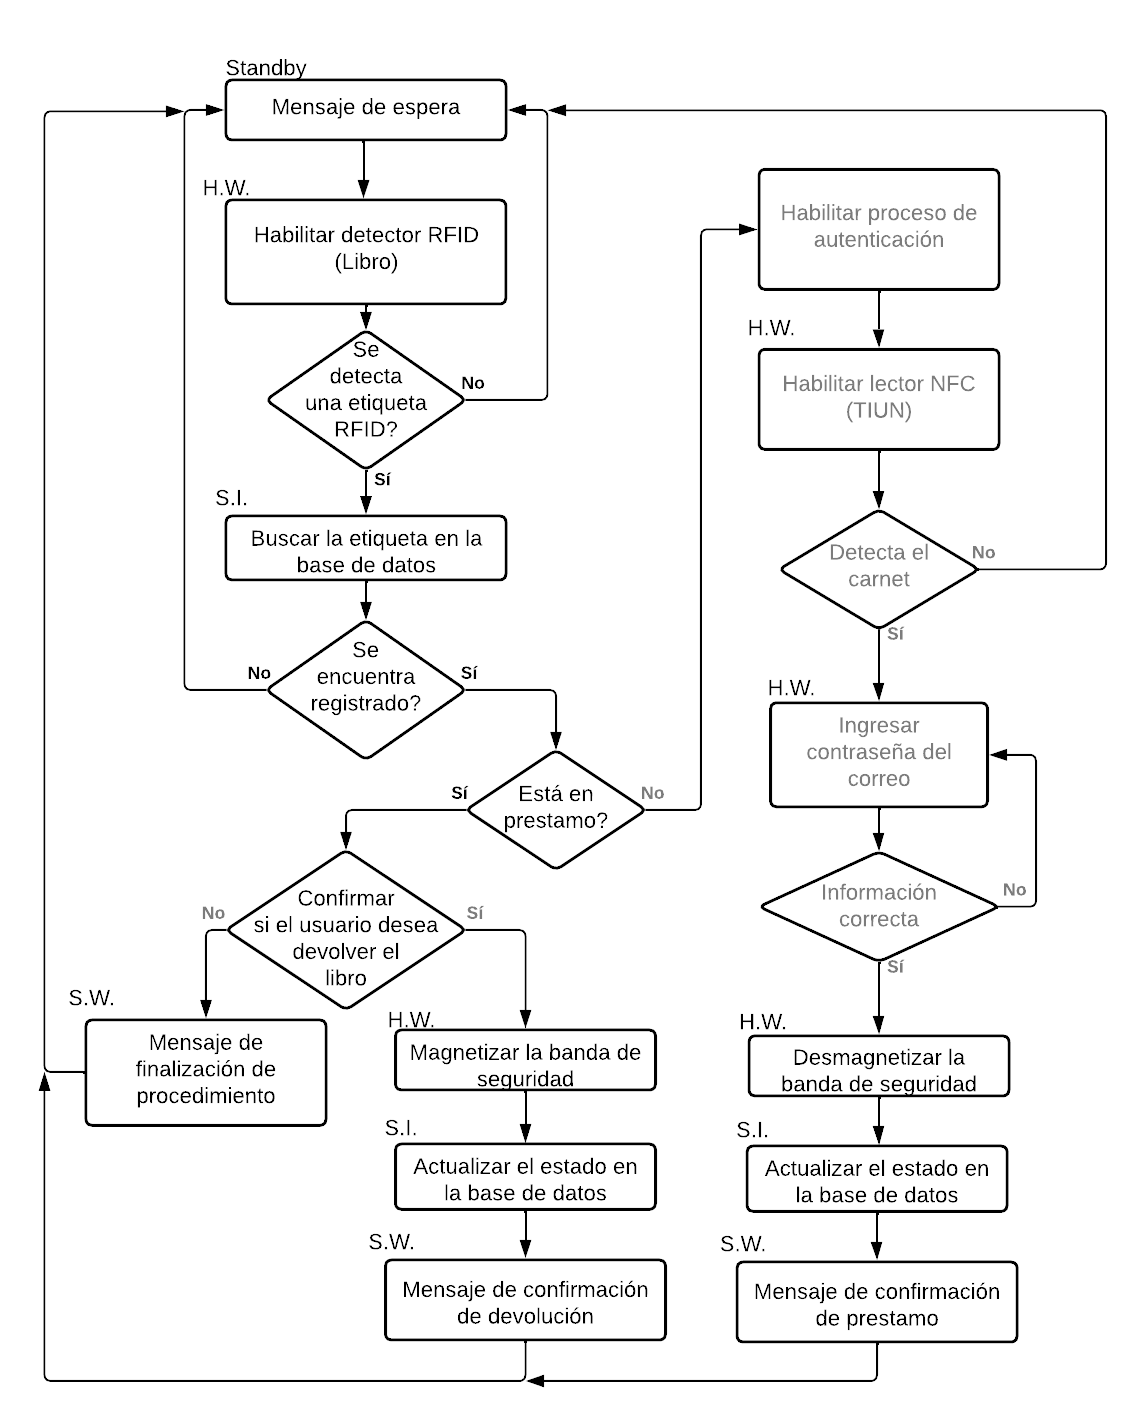 Standby
Mensaje de espera
H.W.
Habilitar detector RFID
(Libro)
Se
detecta
una etiqueta
RFID?
No
Sí
S.I.
Buscar la etiqueta en la
base de datos
Se
encuentra
registrado?
No
Sí
Está en
prestamo?
Sí
No
Confirmar
si el usuario desea
devolver el
libro
No
Sí
S.W.
Mensaje de
finalización de
procedimiento
H.W.
Magnetizar la banda de
seguridad
S.I.
Actualizar el estado en
la base de datos
S.W.
Mensaje de confirmación
de devolución
Habilitar proceso de
autenticación
H.W.
Habilitar lector NFC
(TIUN)
Detecta el
carnet
No
Sí
H.W.
Ingresar
contraseña del
correo
Información
correcta
No
Sí
H.W.
Desmagnetizar la
banda de seguridad
S.I.
Actualizar el estado en
la base de datos
S.W.
Mensaje de confirmación
de prestamo